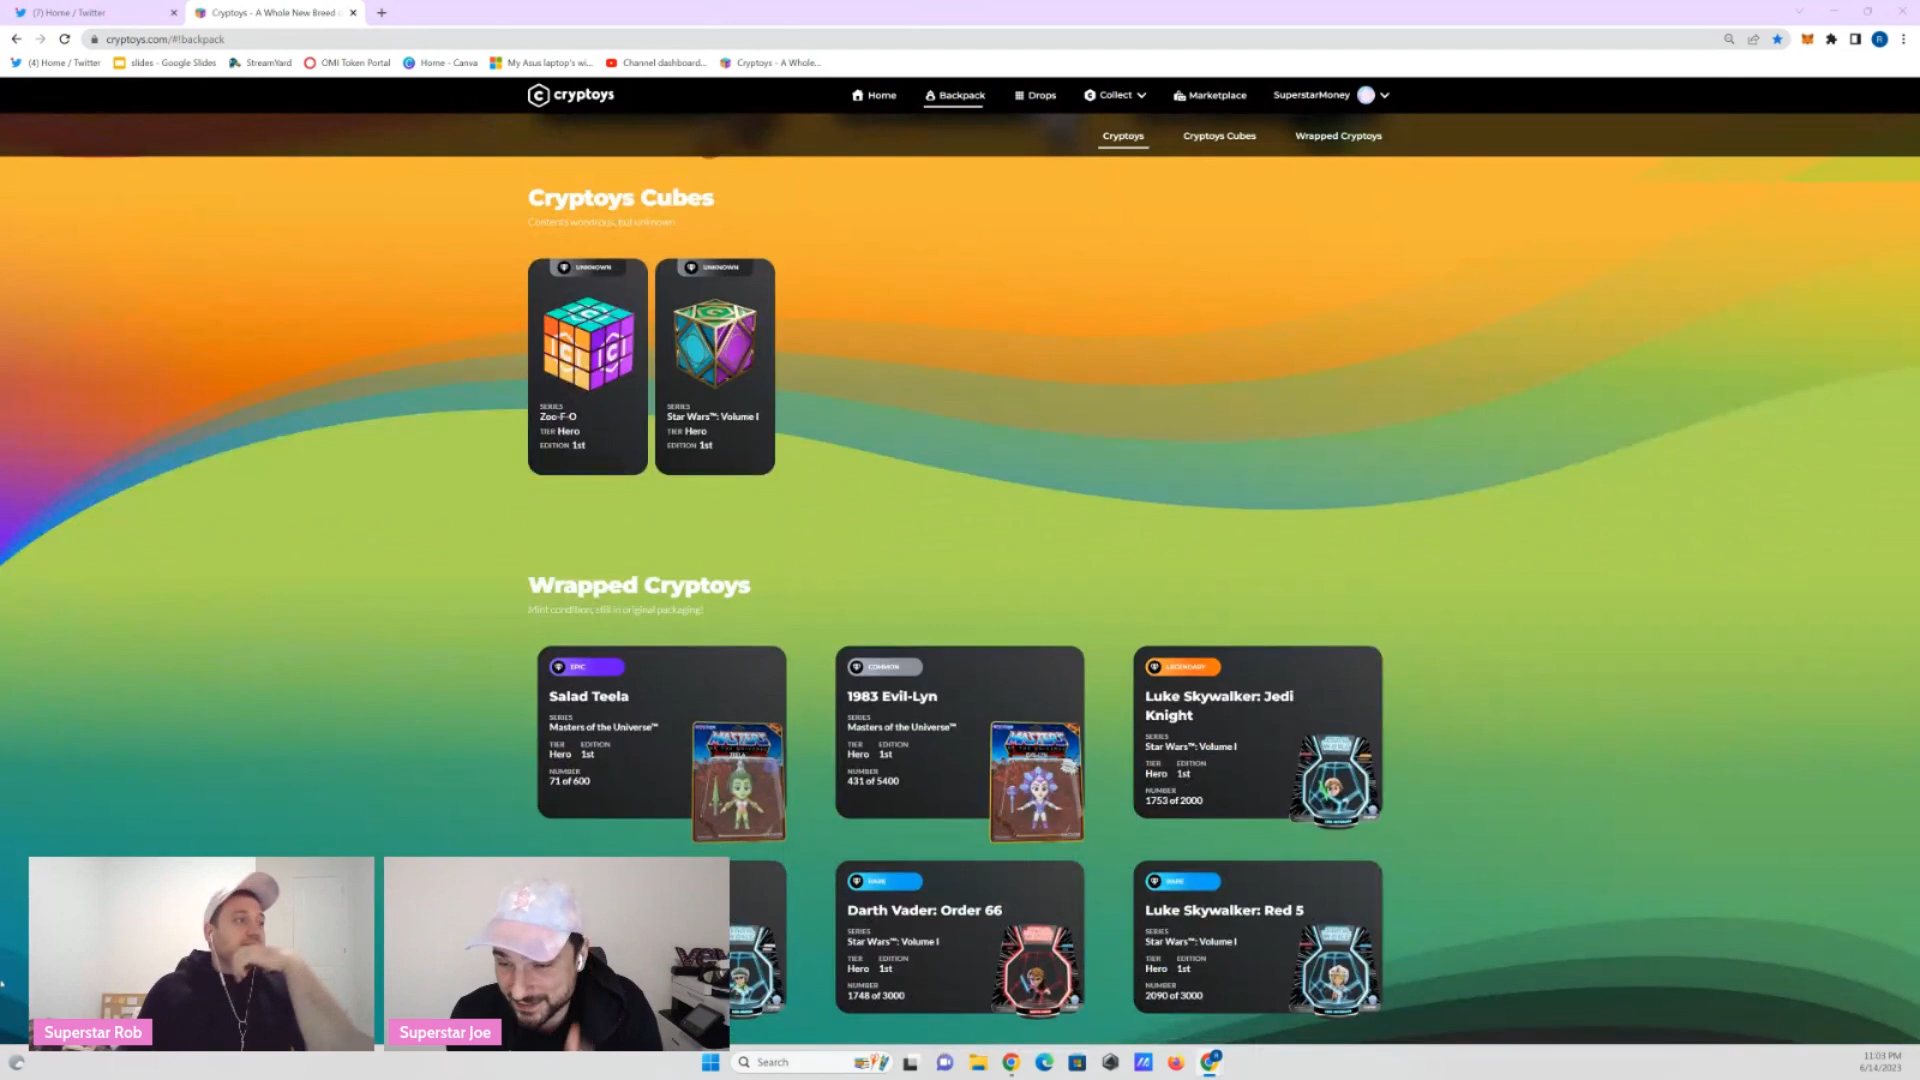 (7) Home / Twitter
Cryptoys - A Whole New Breed
cryptoys.com/#!backpack
(4) Home / Twitter
slides - Google Slides
StreamYard
OMI Token Portal
Home - Canva
My Asus laptop's wi...
Channel dashboard...
Cryptoys - A Whole...
cryptoys
Home
Backpack
Drops
Collect
Marketplace
SuperstarMoney
Cryptoys
Cryptoys Cubes
Wrapped Cryptoys
Cryptoys Cubes
Contents wondrous, but unknown
UNKNOWN
SERIES
Zoo-F-O
TIER Hero
EDITION 1st
UNKNOWN
SERIES
Star Wars™: Volume I
TIER Hero
EDITION 1st
Wrapped Cryptoys
Mint condition, still in original packaging!
EPIC
Salad Teela
SERIES
Masters of the Universe™
TIER EDITION
Hero 1st
NUMBER
71 of 600
COMMON
1983 Evil-Lyn
SERIES
Masters of the Universe™
TIER EDITION
Hero 1st
NUMBER
431 of 5400
LEGENDARY
Luke Skywalker: Jedi
Knight
SERIES
Star Wars™: Volume I
TIER EDITION
Hero 1st
NUMBER
1753 of 2000
RARE
Darth Vader: Order 66
SERIES
Star Wars™: Volume I
TIER EDITION
Hero 1st
NUMBER
1748 of 3000
RARE
Luke Skywalker: Red 5
SERIES
Star Wars™: Volume I
TIER EDITION
Hero 1st
NUMBER
2090 of 3000
Superstar Rob
Superstar Joe
Search
11:03 PM
6/14/2023